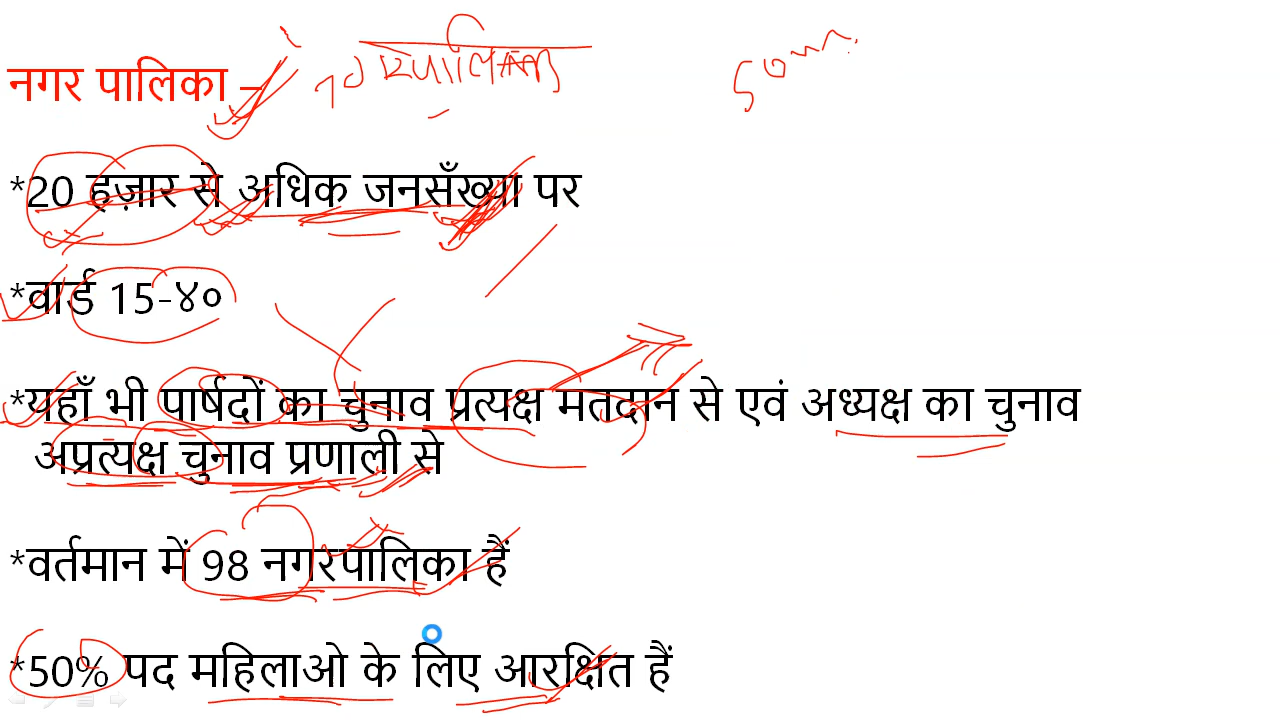 नगर पालिका –
*20 हज़ार से अधिक जनसँख्या पर
*वार्ड 15-४०
*यहाँ भी पार्षदों का चुनाव प्रत्यक्ष मतदान से एवं अध्यक्ष का चुनाव
अप्रत्यक्ष चुनाव प्रणाली से
*वर्तमान में 98 नगरपालिका हैं
*50% पद महिलाओ के लिए आरक्षित हैं